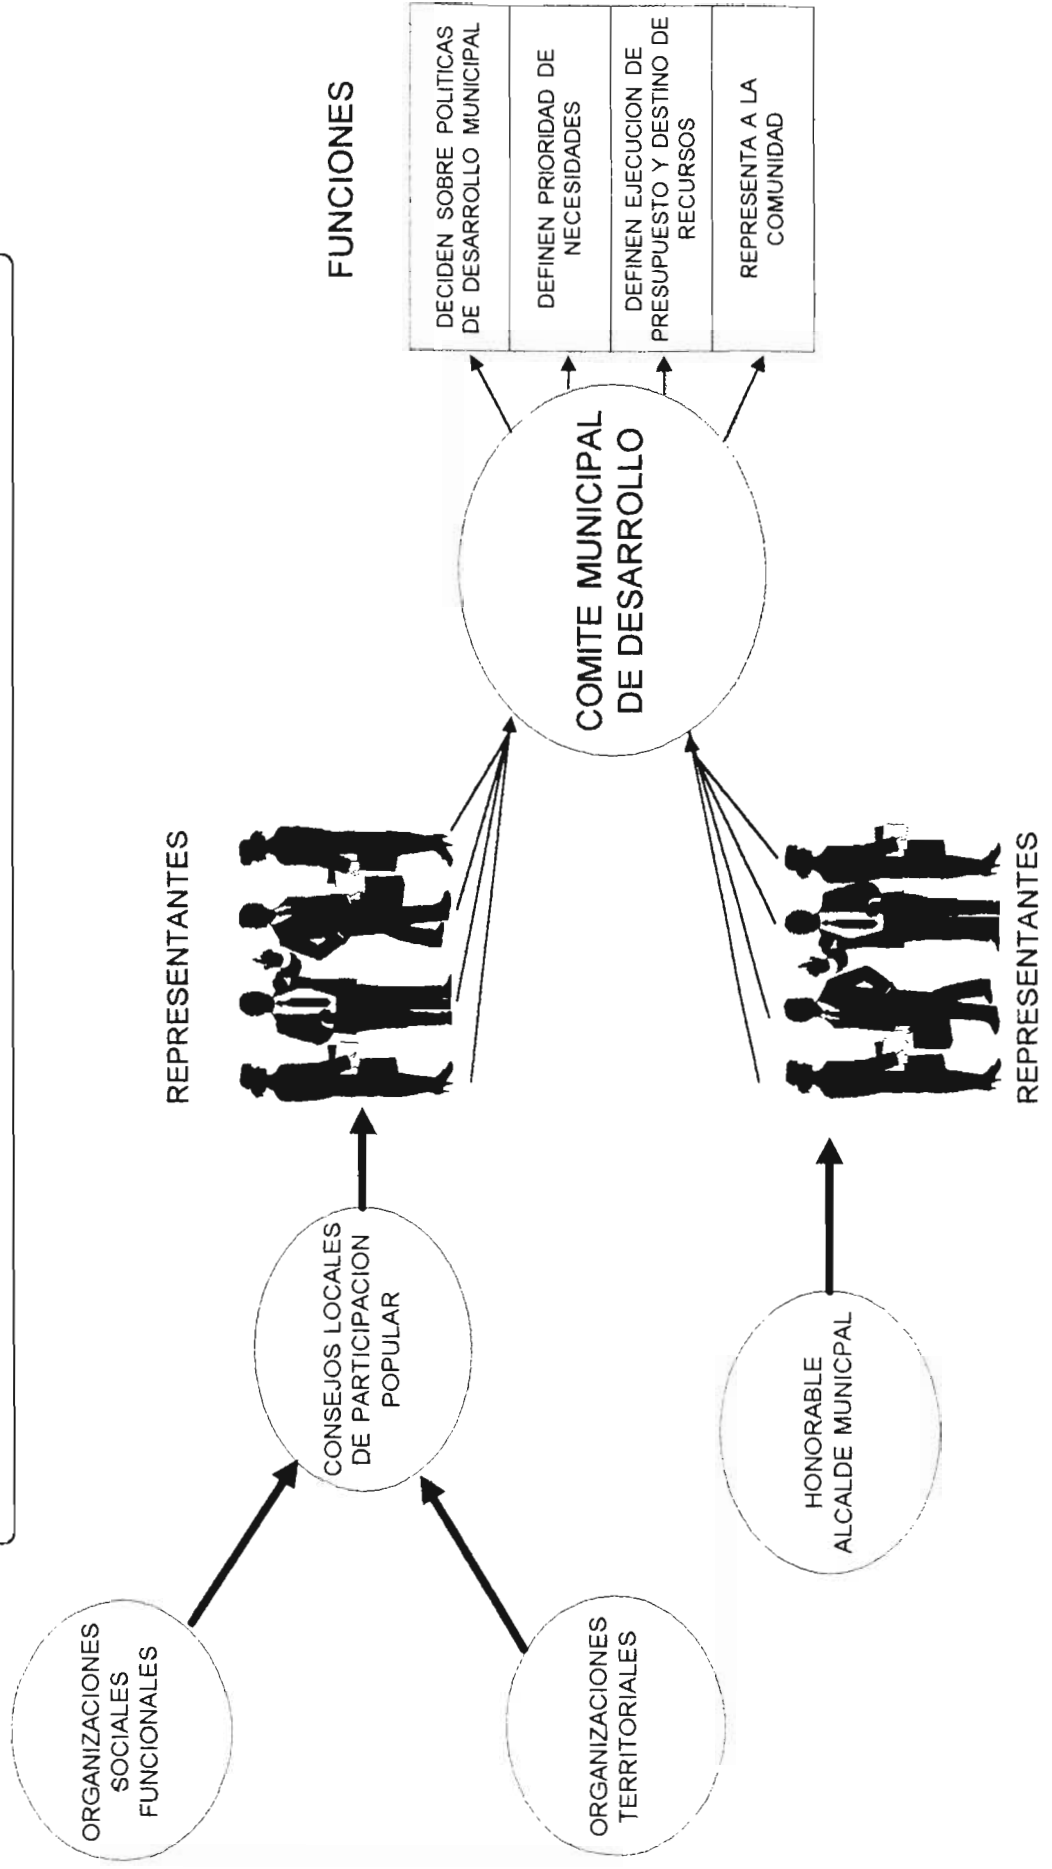 ORGANIZACIONES
SOCIALES
FUNCIONALES
ORGANIZACIONES
TERRITORIALES
CONSEJOS LOCALES
DE PARTICIPACION
POPULAR
HONORABLE
ALCALDE MUNICPAL
REPRESENTANTES
REPRESENTANTES
COMITE MUNICIPAL
DE DESARROLLO
FUNCIONES
DECIDEN SOBRE POLITICAS
DE DESARROLLO MUNICIPAL
DEFINEN PRIORIDAD DE
NECESIDADES
DEFINEN EJECUCION DE
PRESUPUESTO Y DESTINO DE
RECURSOS
REPRESENTA A LA
COMUNIDAD